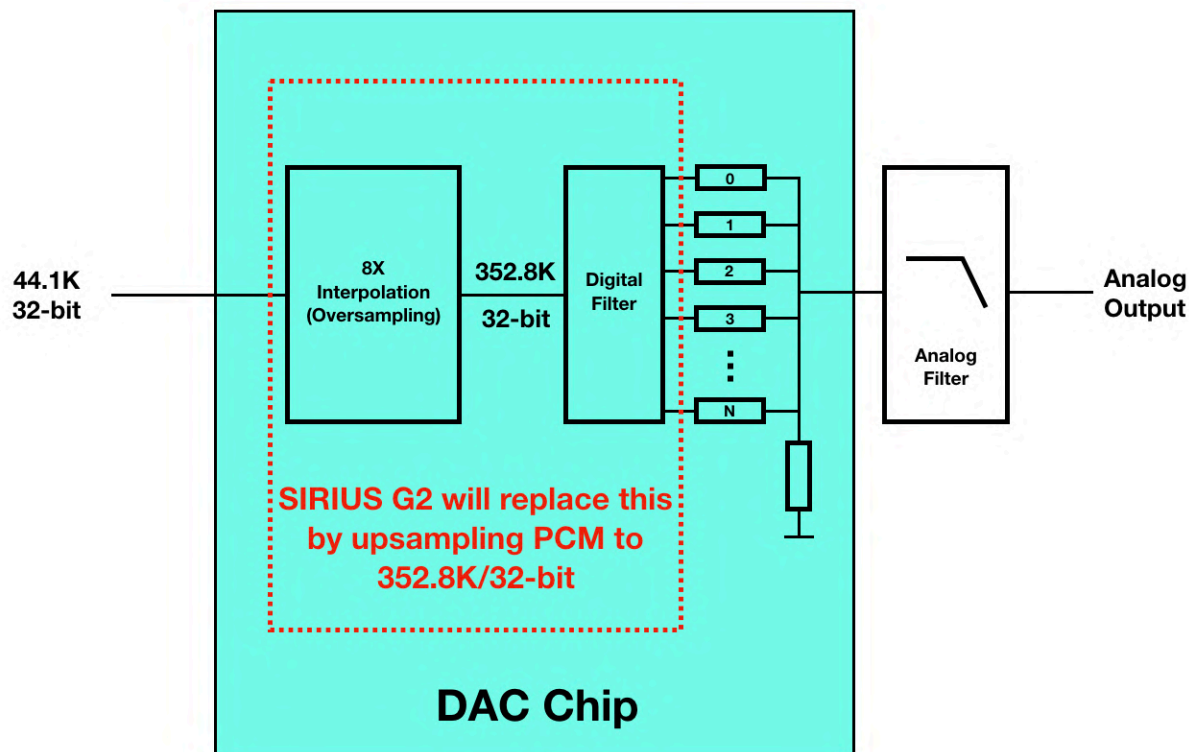 44.1K
32-bit
8X
Interpolation
(Oversampling)
352.8K
32-bit
Digital
Filter
0
1
2
3
N
Analog
Filter
Analog
Output
SIRIUS G2 will replace this
by upsampling PCM to
352.8K/32-bit
DAC Chip